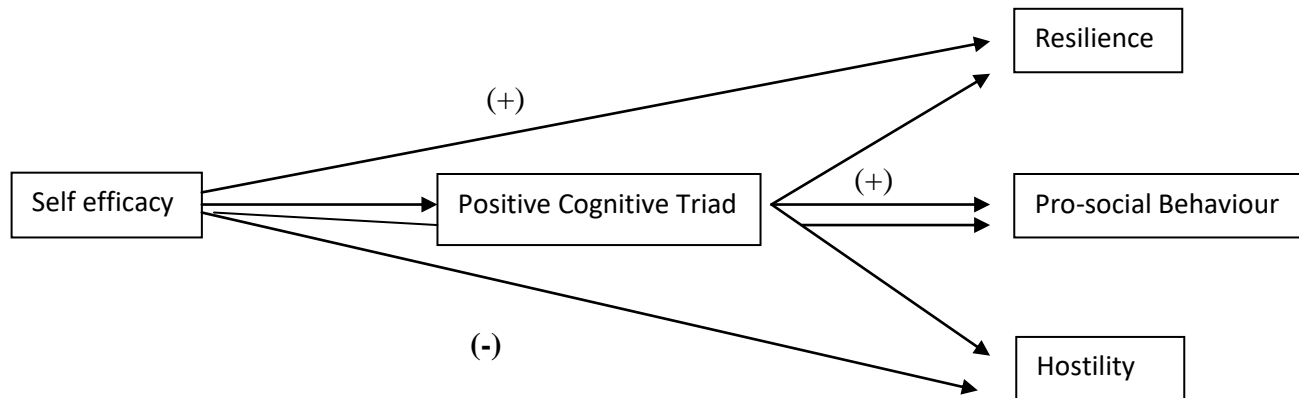 Resilience
(+)
Self efficacy
Positive Cognitive Triad
(+)
Pro-social Behaviour
(-)
Hostility